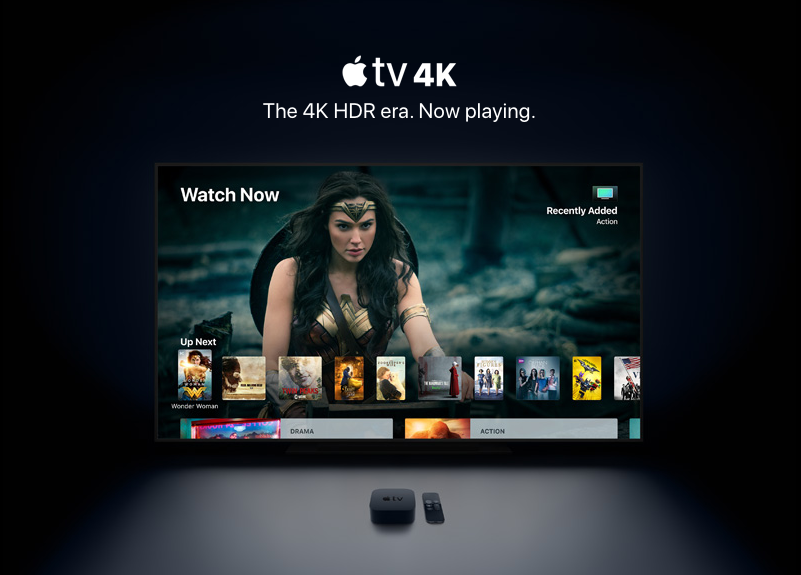 tv 4K
The 4K HDR era. Now playing.
Watch Now
Recently Added
Action
Up Next
Wonder Woman
DRAMA
ACTION
tv